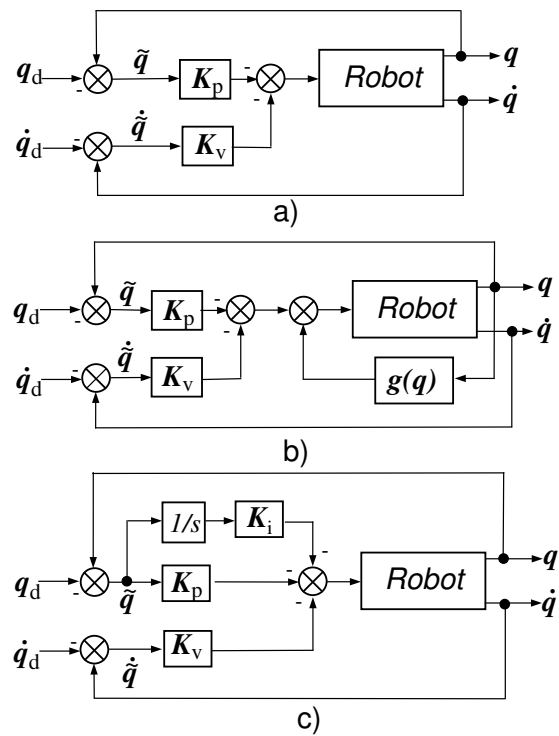 q̃
q_d
-
K_p
-
-
Robot
q
q̇
˙q̃
q̇_d
-
K_v
a)
q̃
q_d
-
K_p
-
-
Robot
q
q̇
˙q̃
q̇_d
-
K_v
g(q)
b)
1/s
K_i
-
q_d
-
q̃
K_p
-
-
Robot
q
q̇
q̇_d
-
˙q̃
K_v
c)